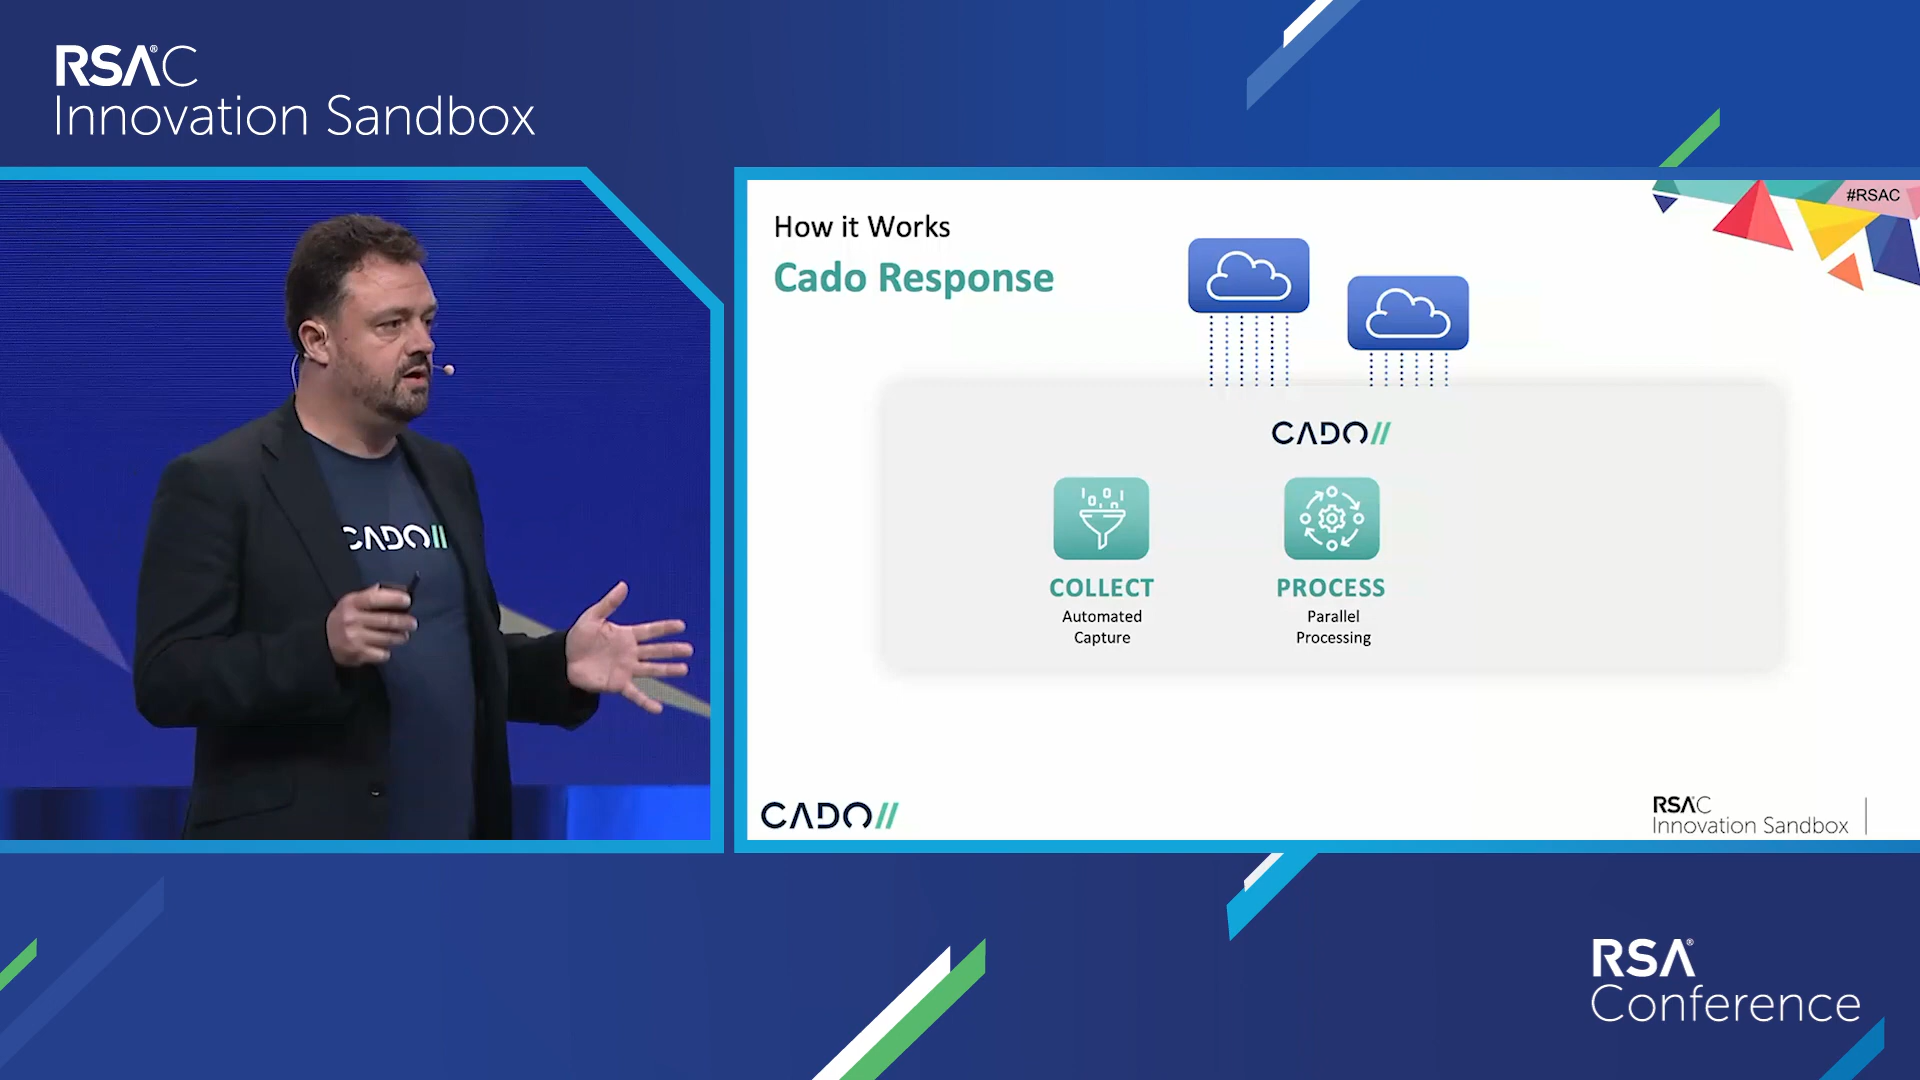 RSAC
Innovation Sandbox
#RSAC
How it Works
Cado Response
CADO//
COLLECT
Automated
Capture
PROCESS
Parallel
Processing
CADO//
CADO//
RSAC
Innovation Sandbox
RSA
Conference